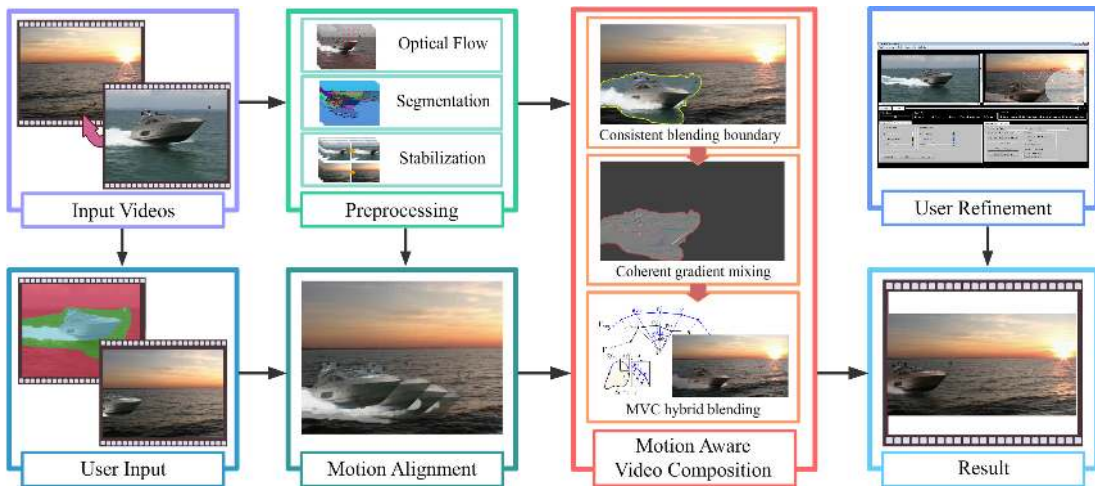 Optical Flow
Segmentation
Stabilization
Input Videos
Preprocessing
Consistent blending boundary
Coherent gradient mixing
MVC hybrid blending
Motion Aware
Video Composition
User Refinement
User Input
Motion Alignment
Result